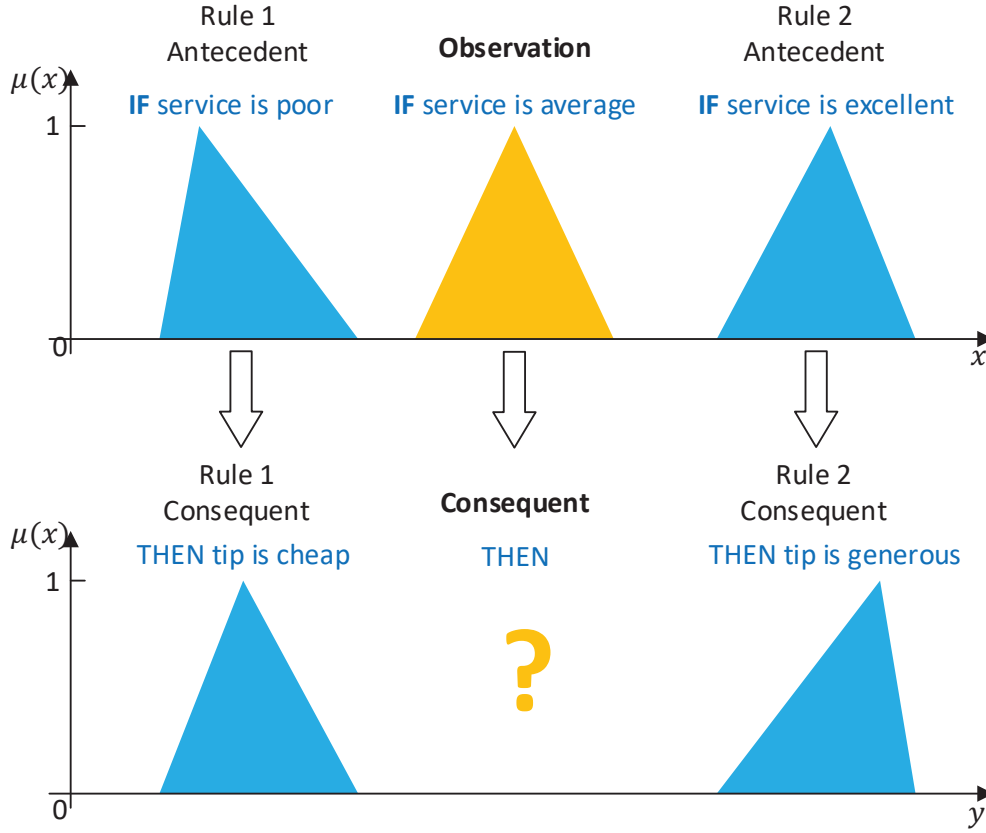 Rule 1
Antecedent
Observation
Rule 2
Antecedent
μ(x)
IF service is poor
IF service is average
IF service is excellent
1
0
x
Rule 1
Consequent
Consequent
Rule 2
Consequent
μ(x)
THEN tip is cheap
THEN
THEN tip is generous
1
?
0
y